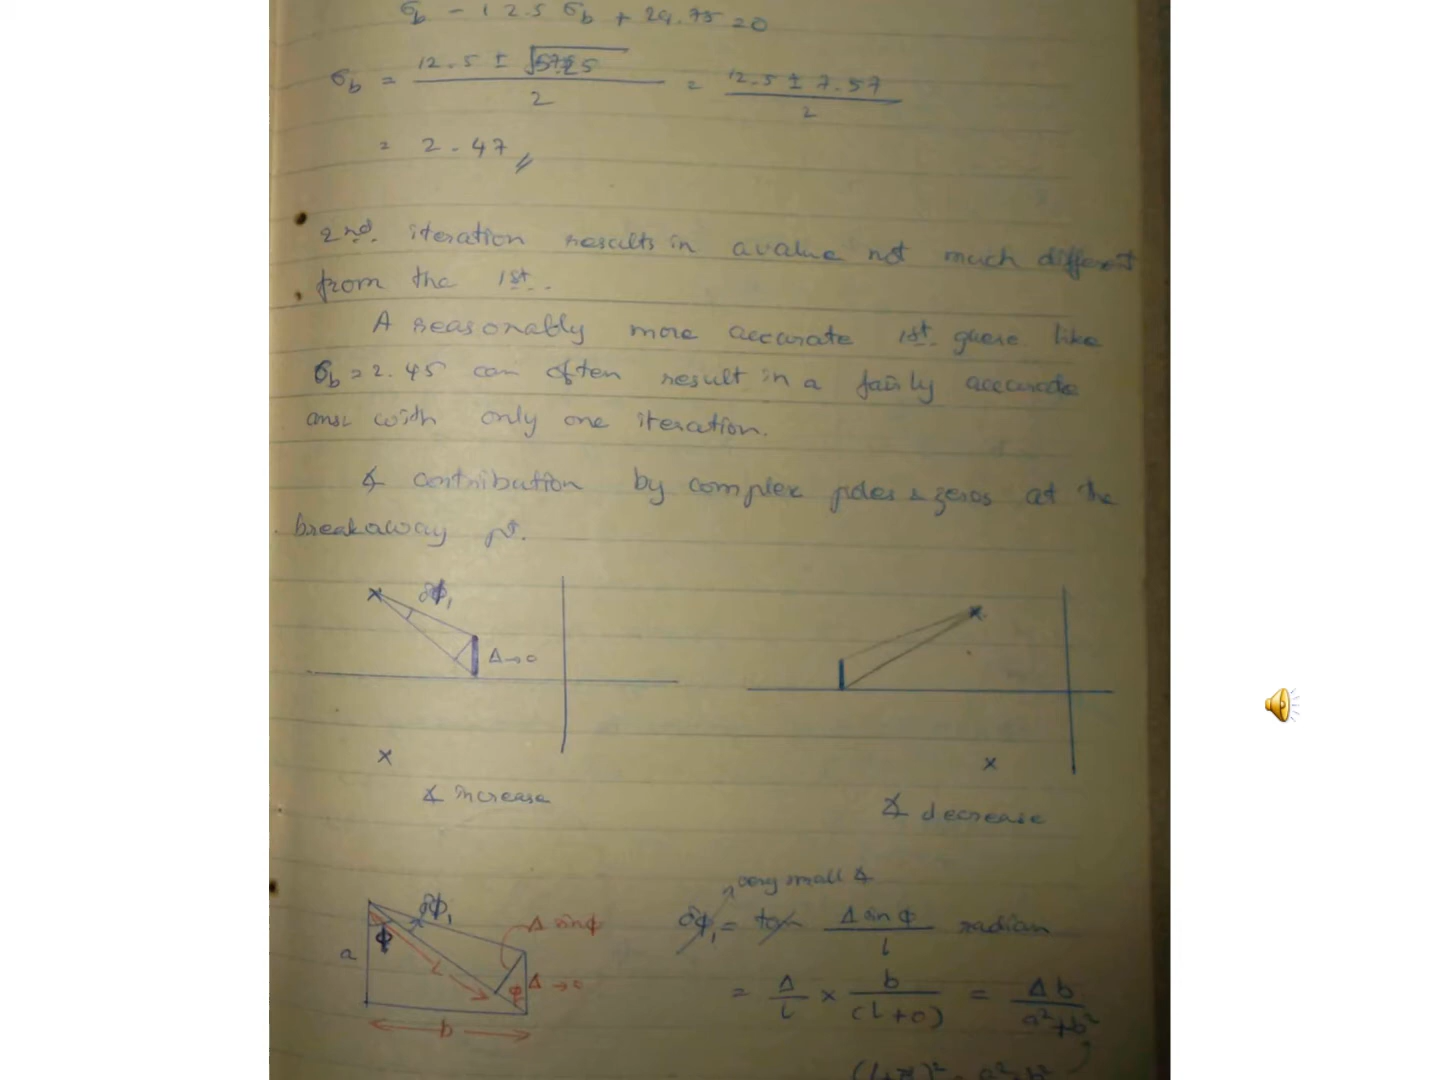 σb - 12.5 σb + 29.75 = 0
σb = 12.5 ± √ 2 = 12.5 ± 7.57 2
= 2.47 //
2nd. iteration results in a value not much different
from the 1st.
A reasonably more accurate 1st. guess like
σb = 2.45 can often result in a fairly accurate
ans. with only one iteration.
∡ contribution by complex poles & zeros at the
breakaway pt.
δϕ1
Δ→0
∡ increase
∡ decrease
very small ∡
δϕ1 = tan Δ sin ϕ l radian
= Δ l × b (l+0) = Δb a²+b²
δϕ1
Δ sinϕ
ϕ
a
L
Δ→0
ϕ
b